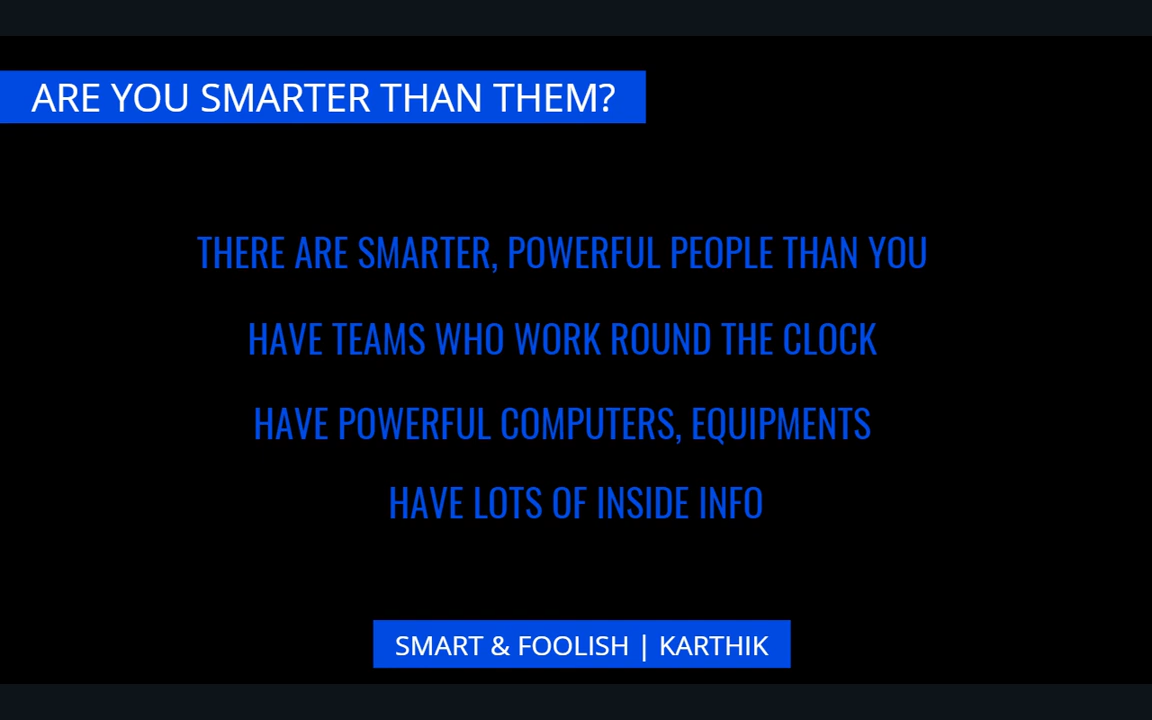 ARE YOU SMARTER THAN THEM?
THERE ARE SMARTER, POWERFUL PEOPLE THAN YOU
HAVE TEAMS WHO WORK ROUND THE CLOCK
HAVE POWERFUL COMPUTERS, EQUIPMENTS
HAVE LOTS OF INSIDE INFO
SMART & FOOLISH | KARTHIK